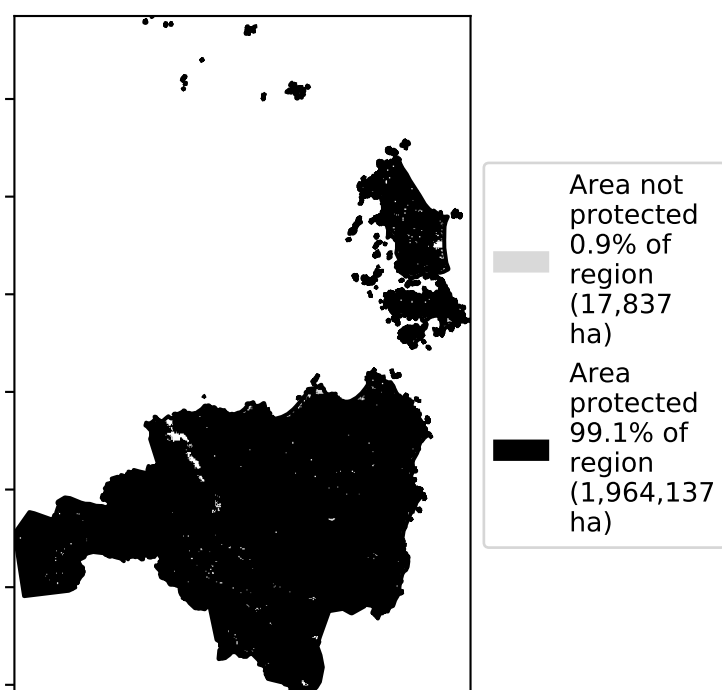 Area not
protected
0.9% of
region
(17,837
ha)
Area
protected
99.1% of
region
(1,964,137
ha)